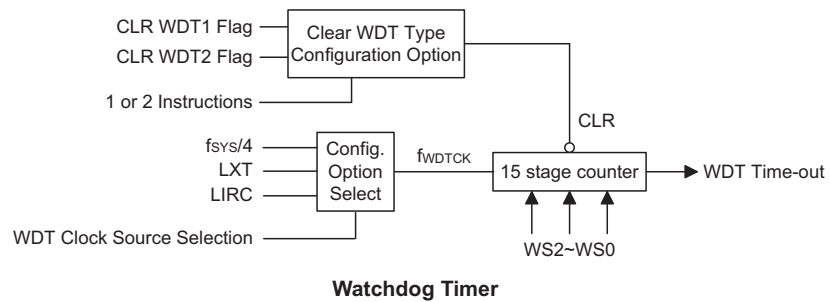 CLR WDT1 Flag
CLR WDT2 Flag
Clear WDT Type
Configuration Option
1 or 2 Instructions
CLR
fSYS/4
LXT
LIRC
Config.
Option
Select
fWDTCK
15 stage counter
WDT Time-out
WDT Clock Source Selection
WS2~WS0
Watchdog Timer